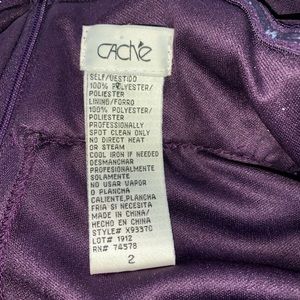 CACHÉ
SELF/VESTIDO
100% POLYESTER/
POLIESTER
LINING/FORRO
100% POLYESTER/
POLIESTER
PROFESSIONALLY
SPOT CLEAN ONLY
NO DIRECT HEAT
OR STEAM
COOL IRON IF NEEDED
DESMANCHAR
PROFESIONALMENTE
SOLAMENTE
NO USAR VAPOR
O PLANCHA
CALIENTE,PLANCHA
FRIA SI NECESITA
MADE IN CHINA/
HECHO EN CHINA
STYLE# X93370
LOT# 1912
RN# 74578
2